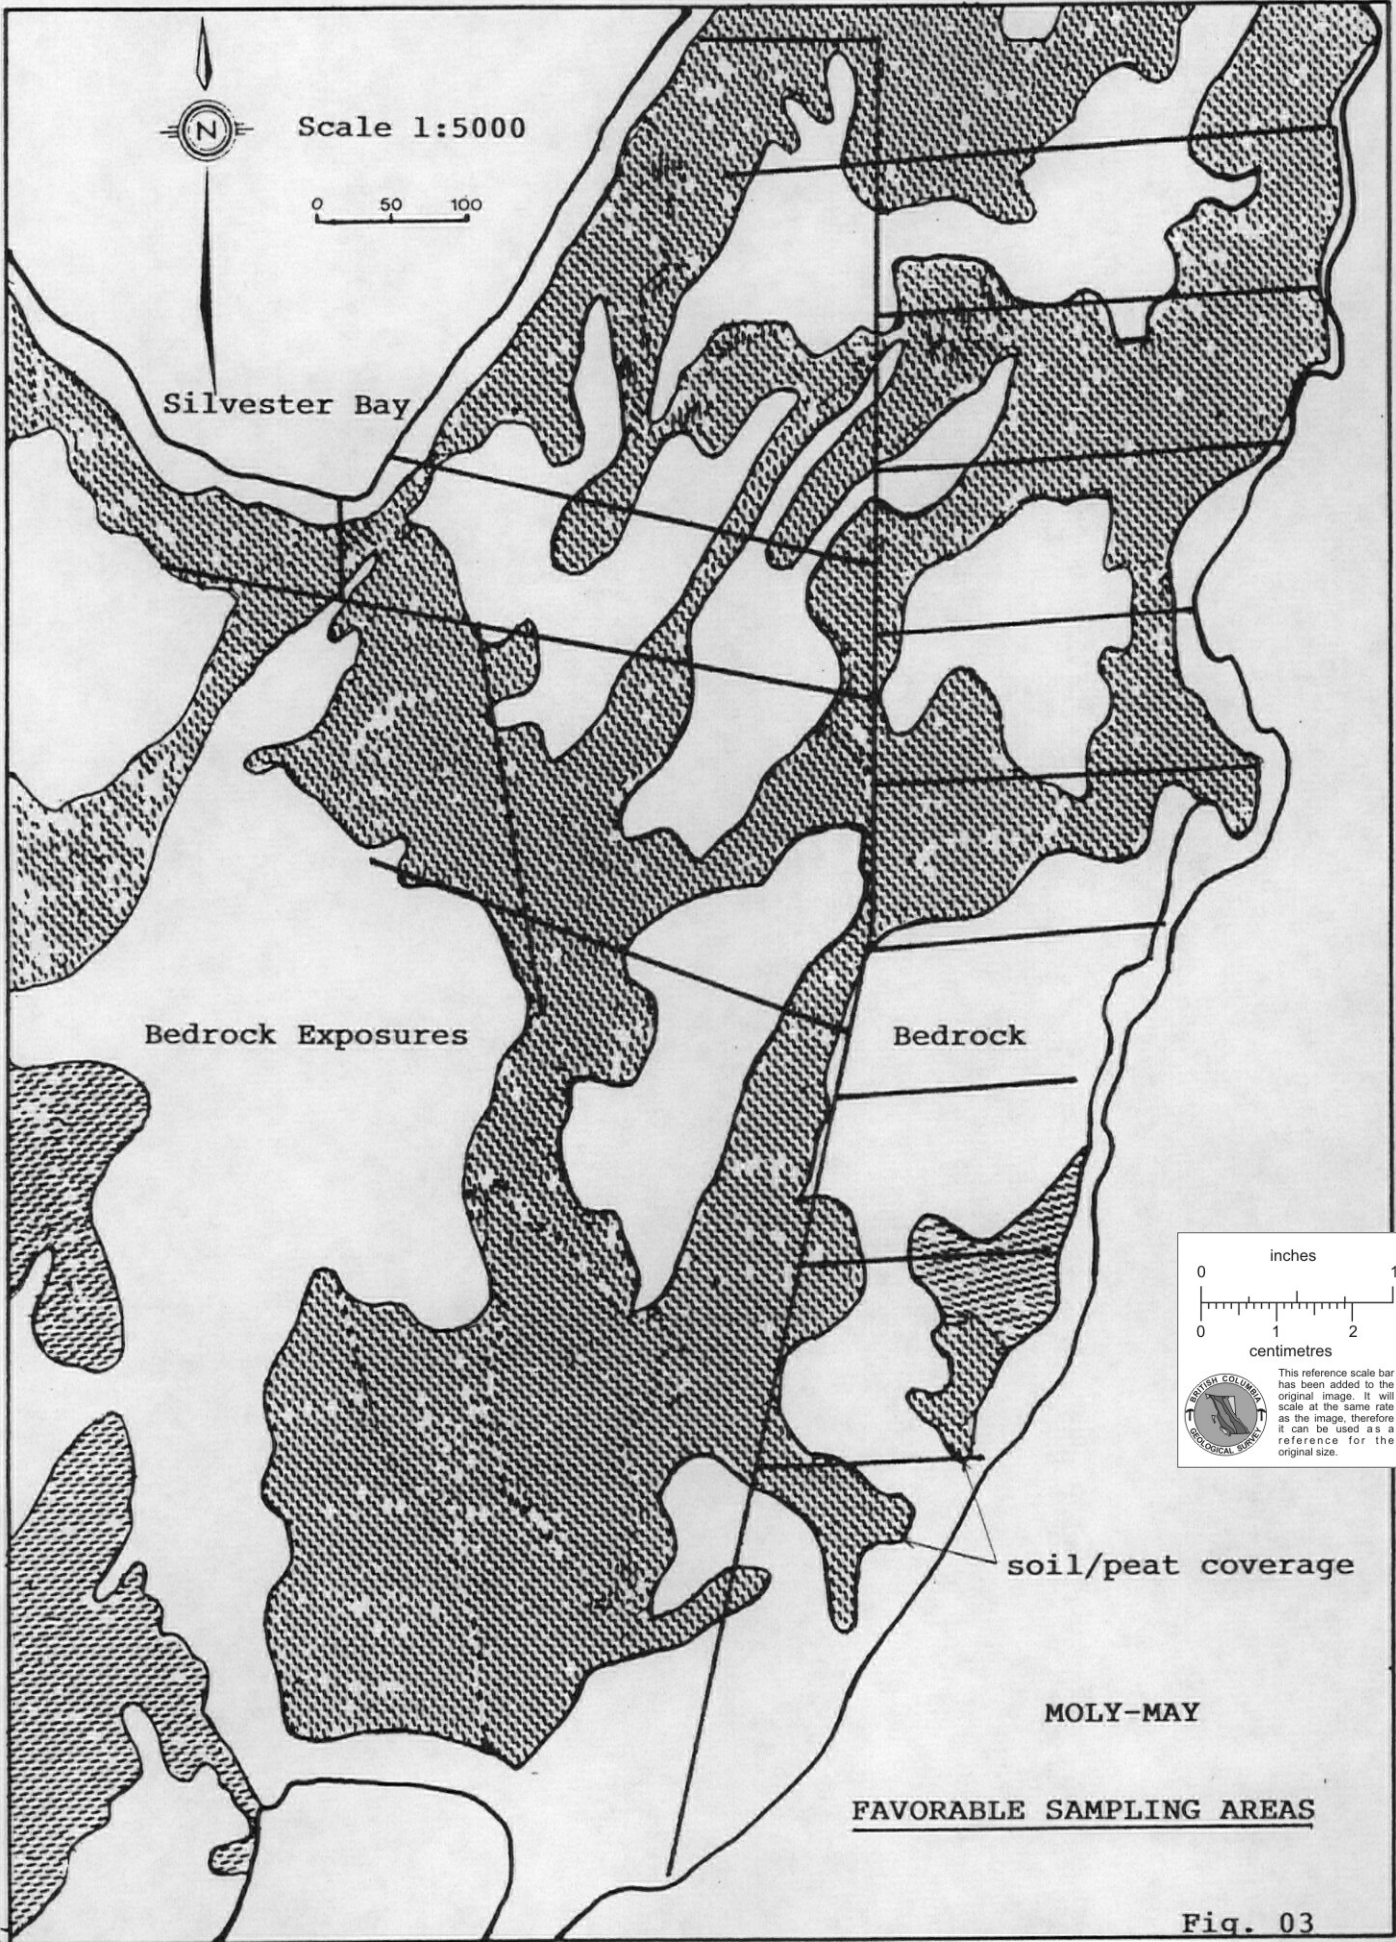 N
Scale 1:5000
0 50 100
Silvester Bay
Bedrock Exposures
Bedrock
inches
0 1
0 1 2
centimetres
BRITISH COLUMBIA
GEOLOGICAL SURVEY
This reference scale bar
has been added to the
original image. It will
scale at the same rate
as the image, therefore
it can be used as a
reference for the
original size.
soil/peat coverage
MOLY-MAY
FAVORABLE SAMPLING AREAS
Fig. 03